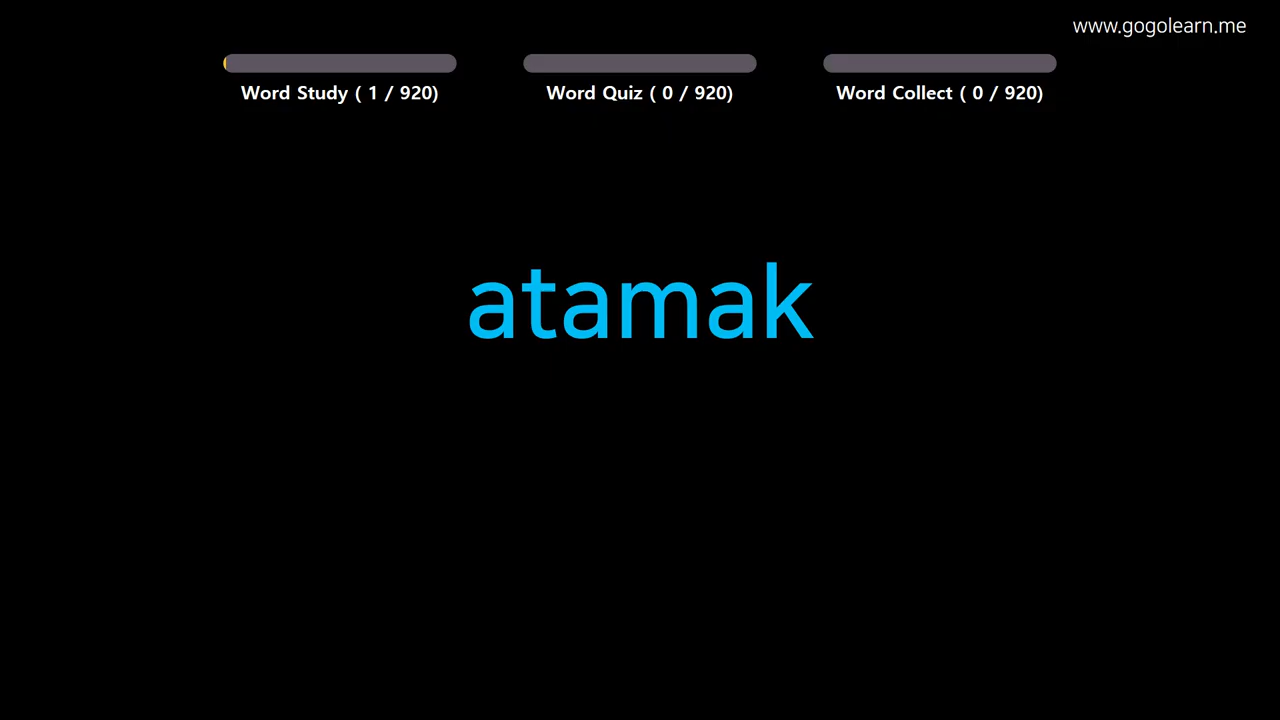 www.gogolearn.me
Word Study ( 1 / 920)
Word Quiz ( 0 / 920)
Word Collect ( 0 / 920)
atamak